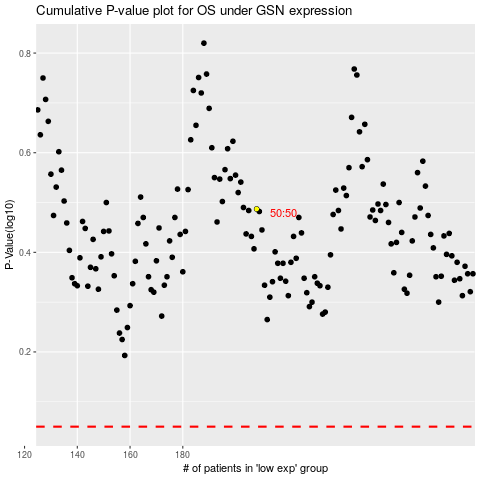 Cumulative P-value plot for OS under GSN expression
P-Value(log10)
0.8
0.6
0.4
0.2
50:50
120 140 160 180
# of patients in 'low exp' group